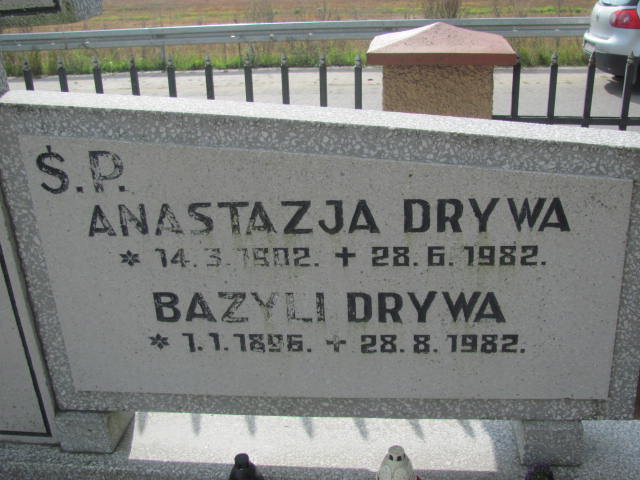 Ś.P.
ANASTAZJA DRYWA
* 14.3.1902. + 28.6.1982.
BAZYLI DRYWA
* 1.1.1896. + 28.8.1982.